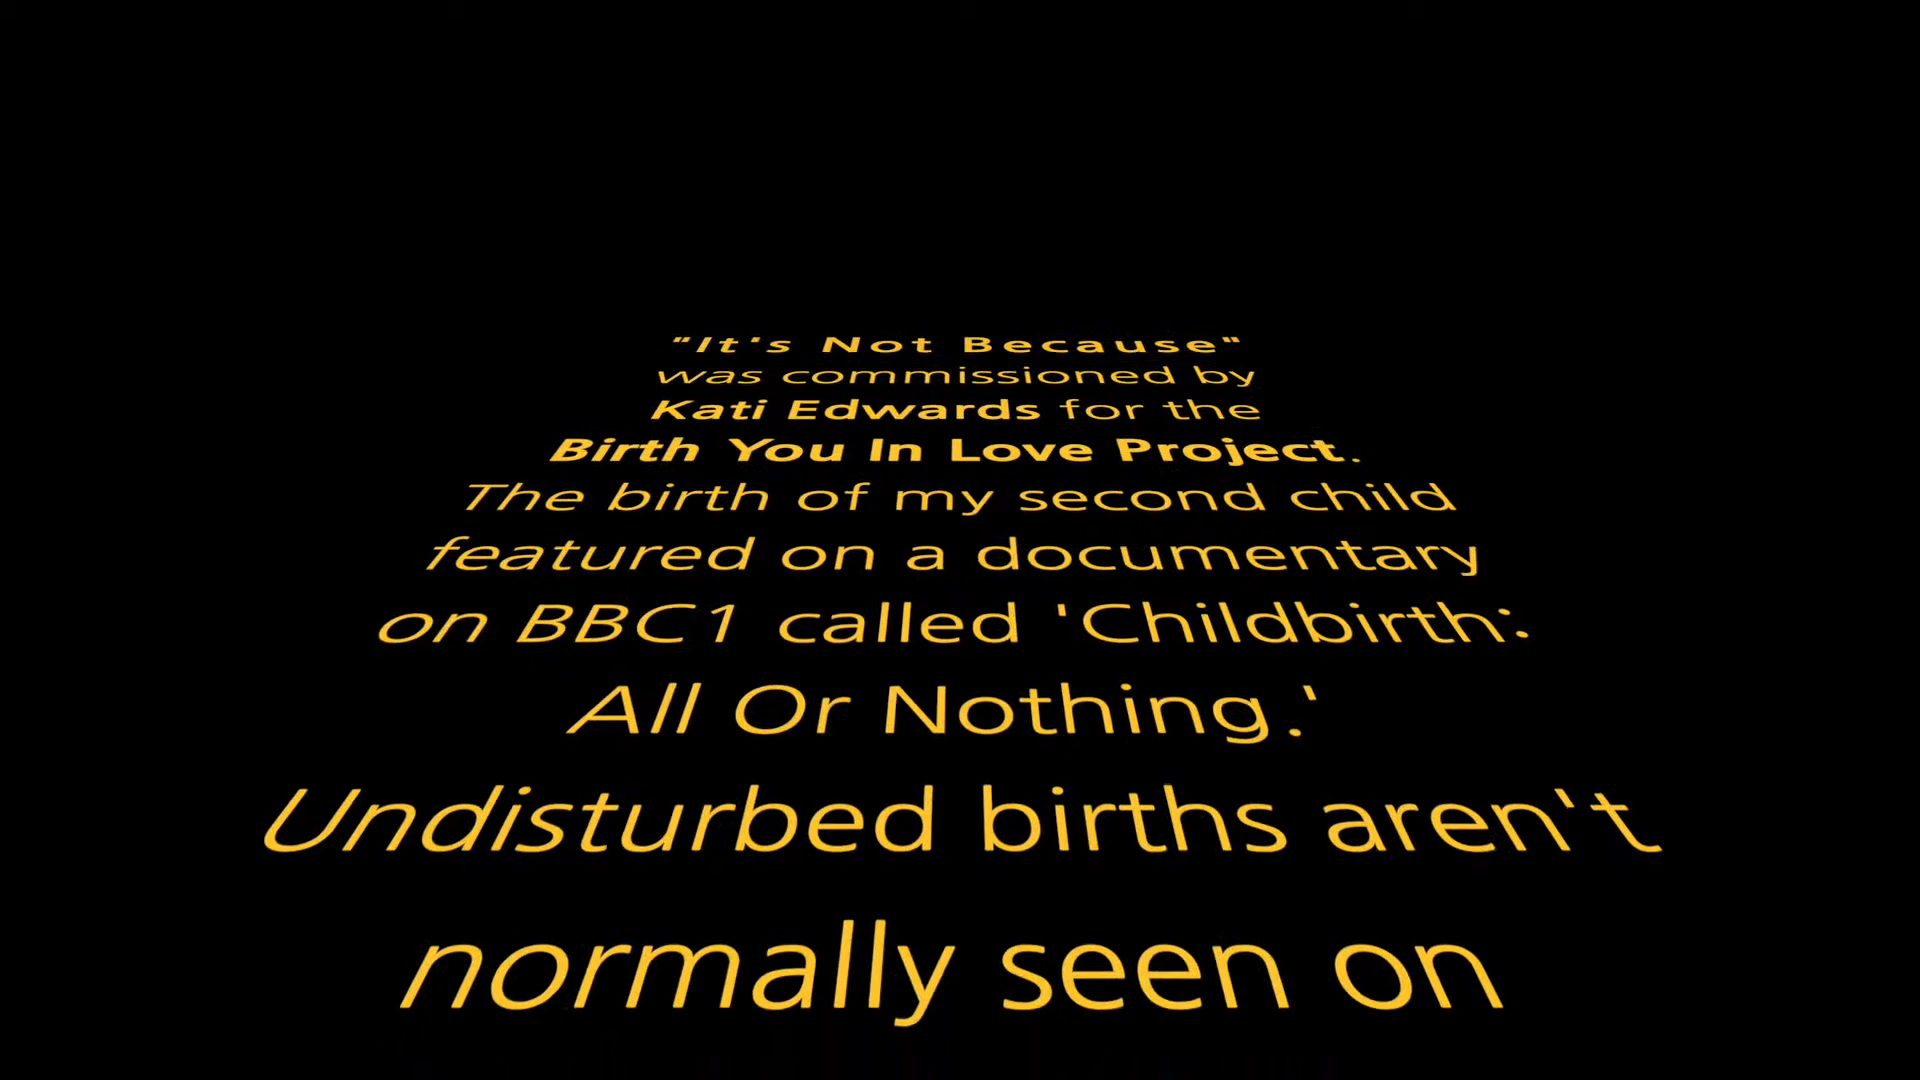 "It's Not Because"
was commissioned by
Kati Edwards for the
Birth You In Love Project.
The birth of my second child
featured on a documentary
on BBC1 called 'Childbirth:
All Or Nothing.'
Undisturbed births aren't
normally seen on